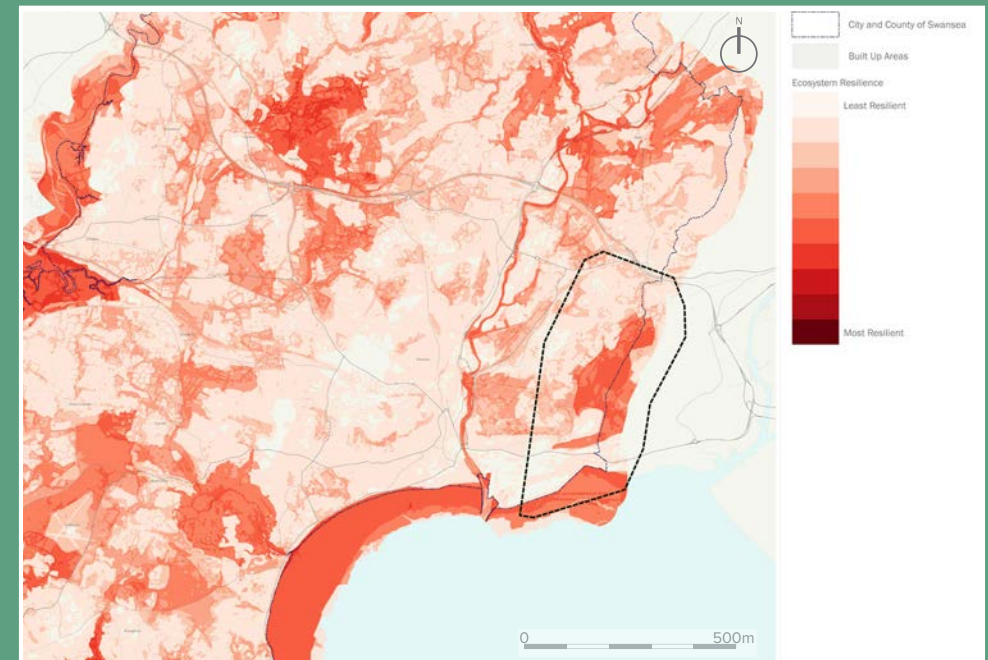 N
City and County of Swansea
Built Up Areas
Ecosystem Resilience
Least Resilient
Most Resilient
0
500m